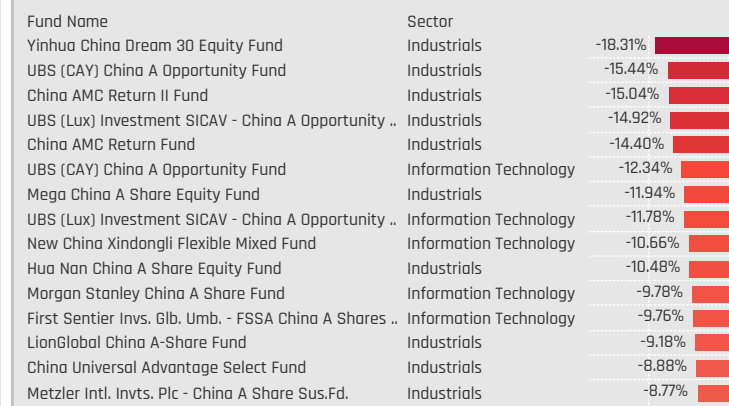 Fund Name Sector
Yinhua China Dream 30 Equity Fund Industrials -18.31%
UBS (CAY) China A Opportunity Fund Industrials -15.44%
China AMC Return II Fund Industrials -15.04%
UBS (Lux) Investment SICAV - China A Opportunity .. Industrials -14.92%
China AMC Return Fund Industrials -14.40%
UBS (CAY) China A Opportunity Fund Information Technology -12.34%
Mega China A Share Equity Fund Industrials -11.94%
UBS (Lux) Investment SICAV - China A Opportunity .. Information Technology -11.78%
New China Xindongli Flexible Mixed Fund Information Technology -10.66%
Hua Nan China A Share Equity Fund Industrials -10.48%
Morgan Stanley China A Share Fund Information Technology -9.78%
First Sentier Invs. Glb. Umb. - FSSA China A Shares .. Information Technology -9.76%
LionGlobal China A-Share Fund Industrials -9.18%
China Universal Advantage Select Fund Industrials -8.88%
Metzler Intl. Invts. Plc - China A Share Sus.Fd. Industrials -8.77%